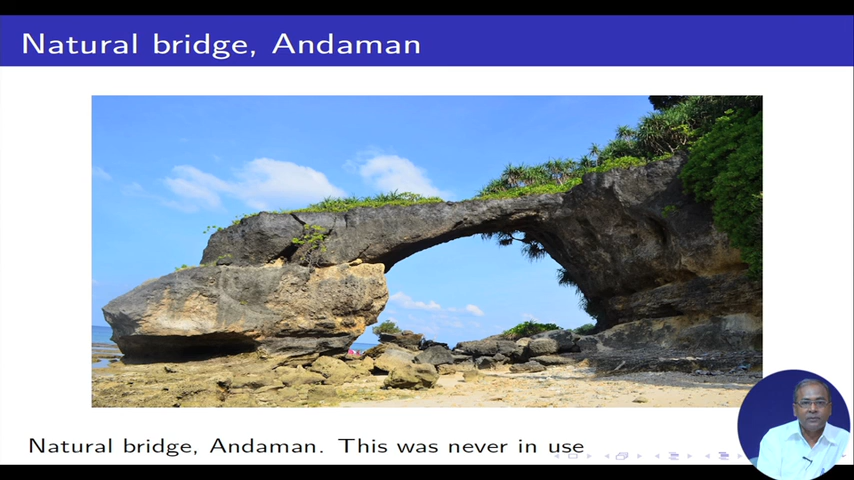 Natural bridge, Andaman
Natural bridge, Andaman. This was never in use